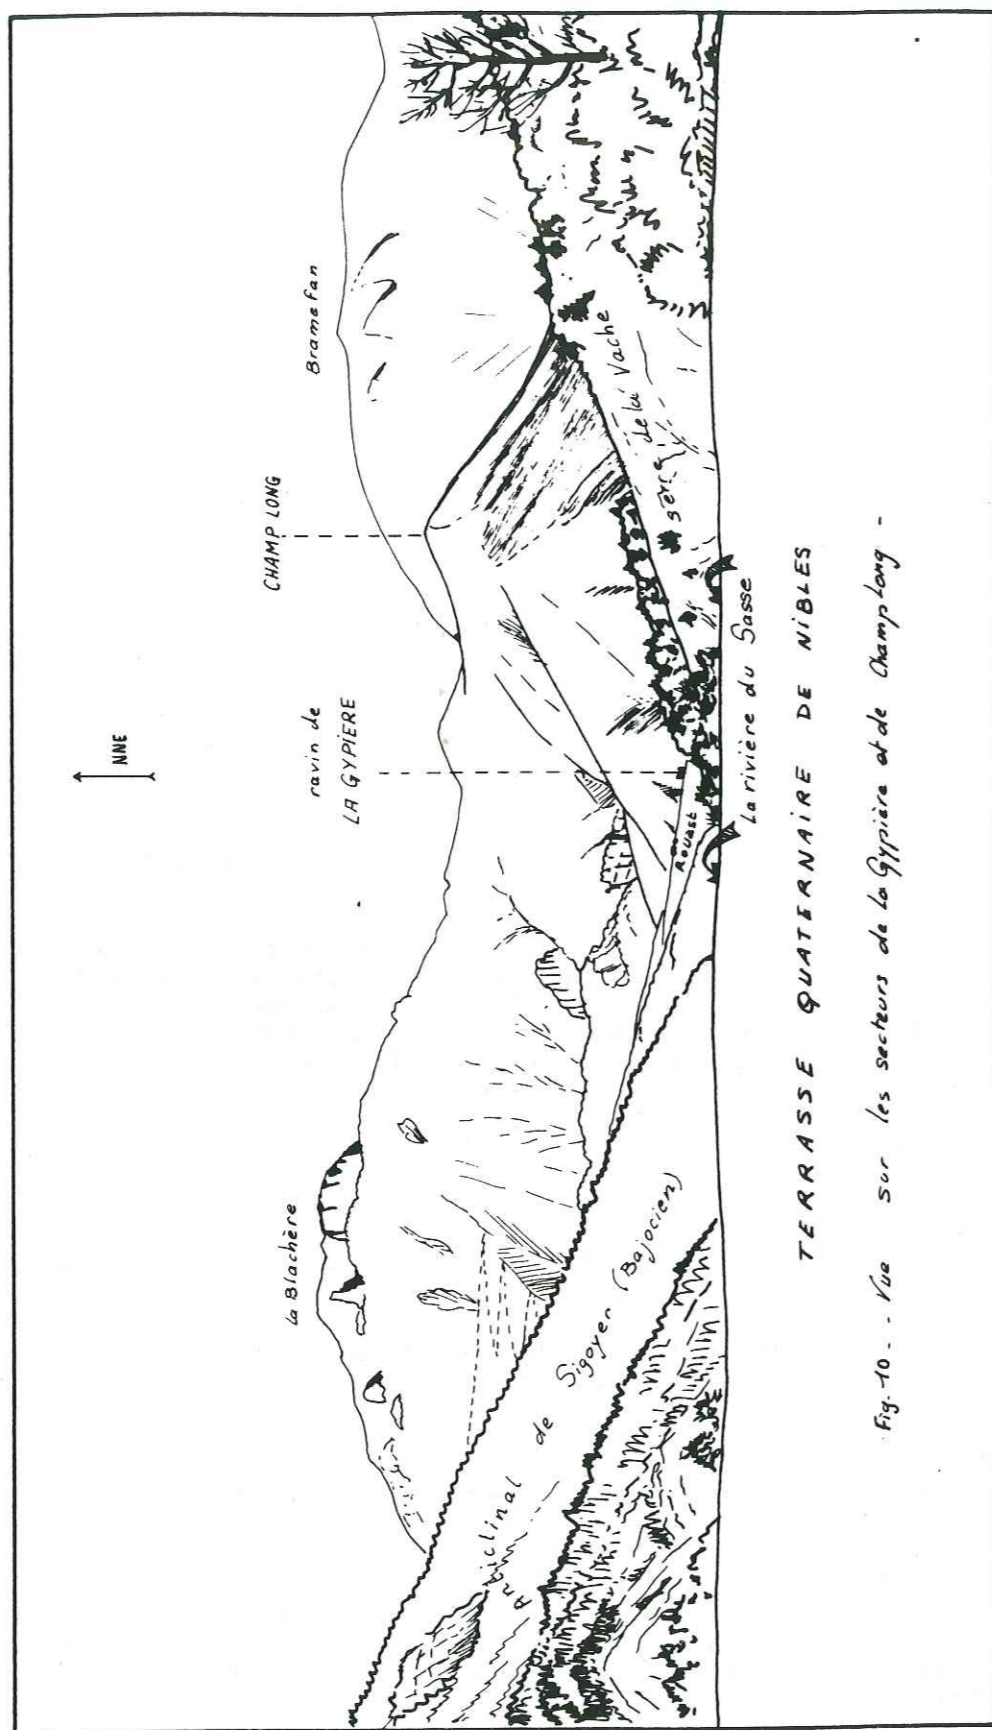 NNE
la Blachère
ravin de
LA GYPIERE
CHAMP LONG
Bramefan
Anticlinal de Sigoyer (Bajocien)
ROUAST
Série de la Vache
La rivière du Sasse
TERRASSE QUATERNAIRE DE NIBLES
Fig. 10 - - Vue sur les secteurs de La Gypière et de Champlong -